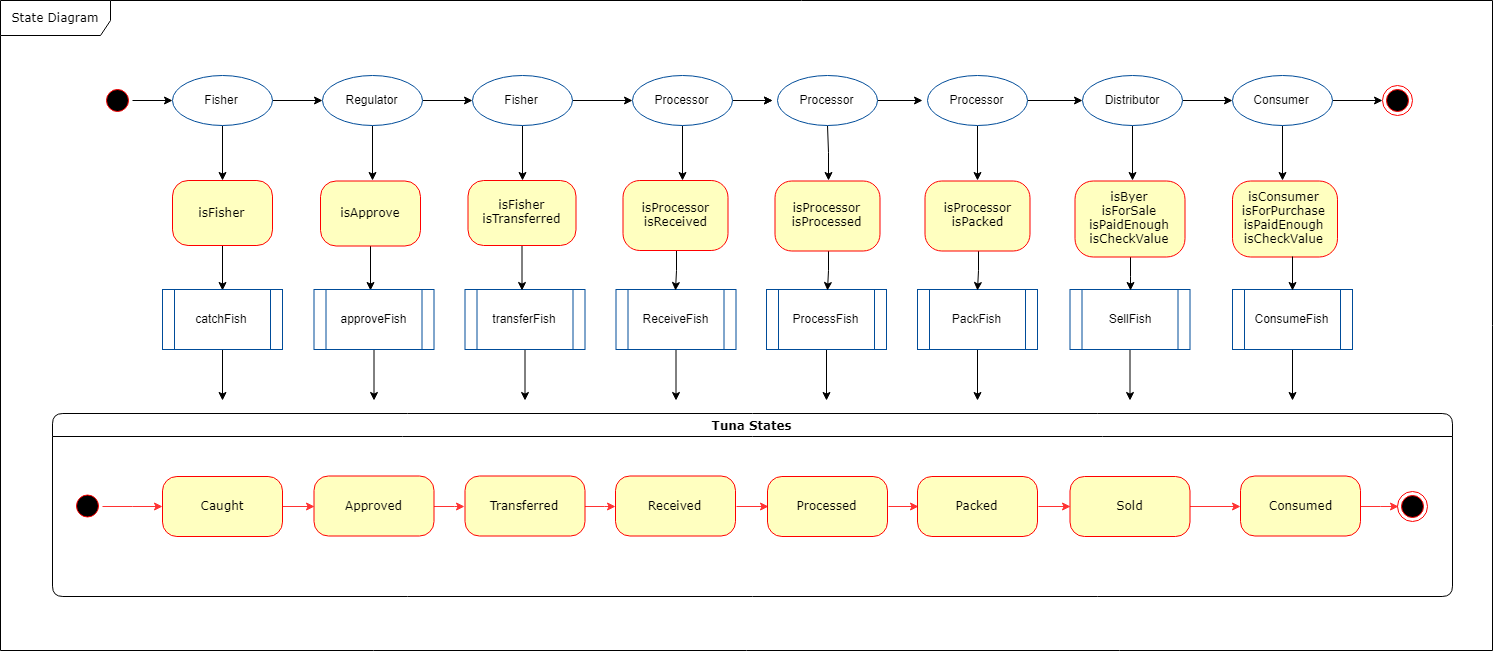 State Diagram
Fisher
Regulator
Fisher
Processor
Processor
Processor
Distributor
Consumer
isFisher
isApprove
isFisher
isTransferred
isProcessor
isReceived
isProcessor
isProcessed
isProcessor
isPacked
isByer
isForSale
isPaidEnough
isCheckValue
isConsumer
isForPurchase
isPaidEnough
isCheckValue
catchFish
approveFish
transferFish
ReceiveFish
ProcessFish
PackFish
SellFish
ConsumeFish
Tuna States
Caught
Approved
Transferred
Received
Processed
Packed
Sold
Consumed